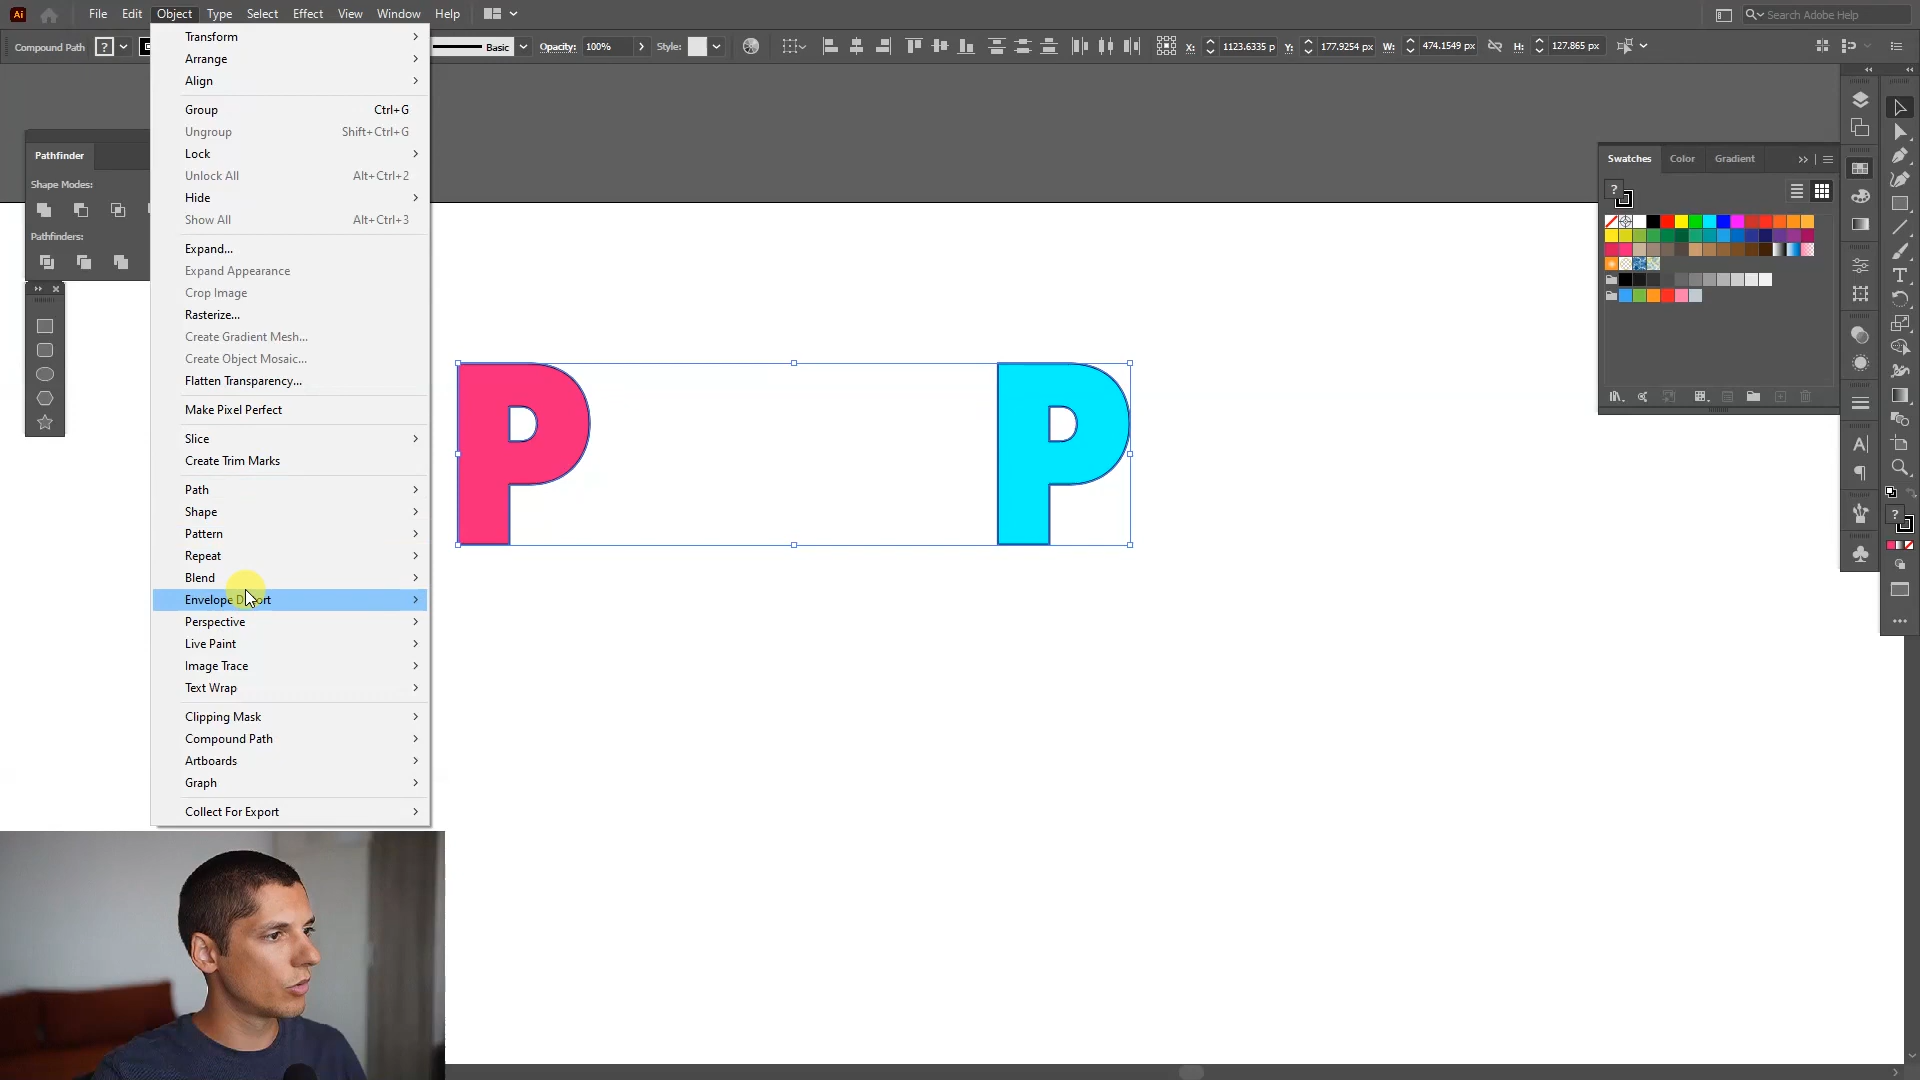 Ai File Edit Object Type Select Effect View Window Help Search Adobe Help
Compound Path ? Basic Opacity: 100% Style: X: 1123.6335 p Y: 177.9254 px W: 474.1549 px H: 127.865 px
Transform
Arrange
Align
Group Ctrl+G
Ungroup Shift+Ctrl+G
Lock
Unlock All Alt+Ctrl+2
Hide
Show All Alt+Ctrl+3
Expand...
Expand Appearance
Crop Image
Rasterize...
Create Gradient Mesh...
Create Object Mosaic...
Flatten Transparency...
Make Pixel Perfect
Slice
Create Trim Marks
Path
Shape
Pattern
Repeat
Blend
Envelope Distort
Perspective
Live Paint
Image Trace
Text Wrap
Clipping Mask
Compound Path
Artboards
Graph
Collect For Export
Pathfinder
Shape Modes:
Pathfinders:
P P
Swatches Color Gradient
?
A
T
?